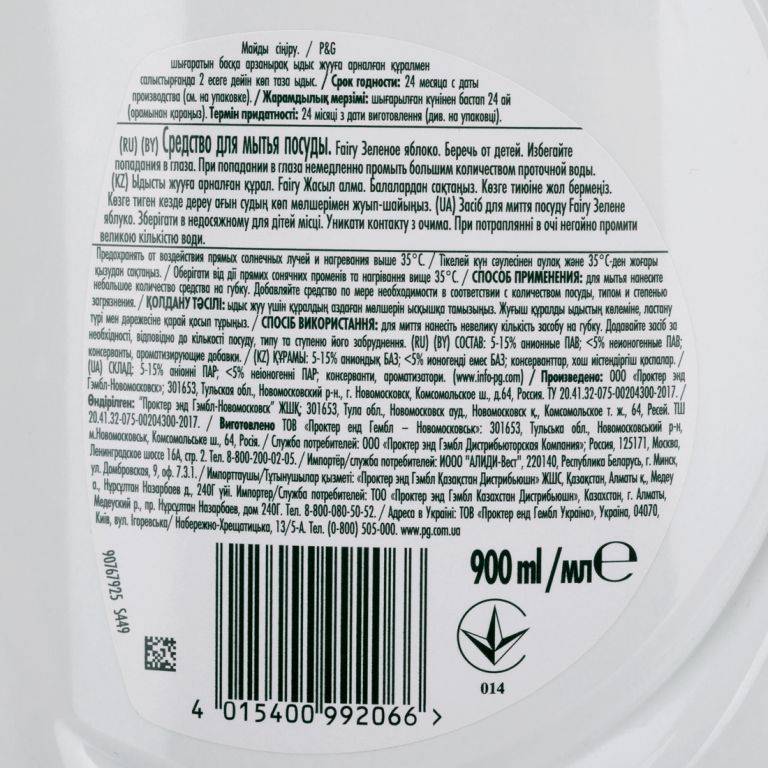 Майды сіңіру. / P&G
шығаратын басқа арзанырақ ыдыс жууға арналған құралмен
салыстырғанда 2 есеге дейін көп таза ыдыс. / Срок годности: 24 месяца с даты
производства (см. на упаковке). / Жарамдылық мерзімі: шығарылған күнінен бастап 24 ай
(орамынан қараңыз). Термін придатності: 24 місяці з дати виготовлення (див. на упаковці).
(RU) (BY) Средство для мытья посуды. Fairy Зеленое яблоко. Беречь от детей. Избегайте
попадания в глаза. При попадании в глаза немедленно промыть большим количеством проточной воды.
(KZ) Ыдысты жууға арналған құрал. Fairy Жасыл алма. Балалардан сақтаңыз. Көзге тиюіне жол бермеңіз.
Көзге тиген кезде дереу ағын судың көп мөлшерімен жуып-шайыңыз. (UA) Засіб для миття посуду Fairy Зелене
яблуко. Зберігати в недосяжному для дітей місці. Уникати контакту з очима. При потраплянні в очі негайно промити
великою кількістю води.
Предохранять от воздействия прямых солнечных лучей и нагревания выше 35°C. / Тікелей күн сәулесінен аулақ және 35°C-ден жоғары
қызудан сақтаңыз. / Оберігати від дії прямих сонячних променів та нагрівання вище 35°C. / СПОСОБ ПРИМЕНЕНИЯ: для мытья нанесите
небольшое количество средства на губку. Добавляйте средство по мере необходимости в соответствии с количеством посуды, типом и степенью
загрязнения. / ҚОЛДАНУ ТӘСІЛІ: ыдыс жуу үшін құралдың аздаған мөлшерін ысқышқа тамызыңыз. Жуғыш құралды ыдыстың көлеміне, ластану
түрі мен дәрежесіне қарай қосып тұрыңыз. / СПОСІБ ВИКОРИСТАННЯ: для миття нанесіть невелику кількість засобу на губку. Додавайте засіб за
необхідності, відповідно до кількості посуду, типу та ступеню його забруднення. (RU) (BY) СОСТАВ: 5-15% анионные ПАВ; <5% неионогенные ПАВ;
консерванты, ароматизирующие добавки. / (KZ) ҚҰРАМЫ: 5-15% аниондық БАЗ; <5% ионогенді емес БАЗ; консерванттар, хош иістендіргіш қоспалар. /
(UA) СКЛАД: 5-15% аніонні ПАР; <5% неіоногенні ПАР; консерванти, ароматизатори. (www.info-pg.com) / Произведено: ООО «Проктер энд
Гэмбл-Новомосковск»; 301653, Тульская обл., Новомосковский р-н, г. Новомосковск, Комсомольское ш., д.64, Россия. ТУ 20.41.32-075-00204300-2017. /
Өндірілген: "Проктер энд Гэмбл-Новомосковск" ЖШҚ; 301653, Тула обл., Новомосковск ауд., Новомосковск қ., Комсомольское т. ж., 64, Ресей. ТШ
20.41.32-075-00204300-2017. / Виготовлено ТОВ «Проктер енд Гембл – Новомосковськ»: 301653, Тульська обл., Новомосковський р-н,
м.Новомосковськ, Комсомольське ш., 64, Росія. / Служба потребителей: ООО «Проктер энд Гэмбл Дистрибьюторская Компания»; Россия, 125171, Москва,
Ленинградское шоссе 16А, стр. 2. Тел. 8-800-200-02-05. / Импортёр/служба потребителей: ИООО "АЛИДИ-Вест", 220140, Республика Беларусь, г. Минск,
ул. Домбровская, 9, оф. 7.3.1. / Импорттаушы/Тұтынушылар қызметі: «Проктер энд Гэмбл Қазақстан Дистрибьюшн» ЖШС, Қазақстан, Алматы қ., Медеу
а., Нұрсұлтан Назарбаев д., 240Г үйі. Импортер/Служба потребителей: ТОО «Проктер энд Гэмбл Казахстан Дистрибьюшн», Казахстан, г. Алматы,
Медеуский р., пр. Нұрсұлтан Назарбаев, дом 240Г. Тел. 8-800-080-50-52. / Адреса в Україні: ТОВ «Проктер енд Гембл Україна», Україна, 04070,
Київ, вул. Ігоревська/ Набережно-Хрещатицька, 13/5-А. Тел. (0-800) 505-000. www.pg.com.ua
90767925 S449
900 ml /мл e
014
4 015400 992066 >